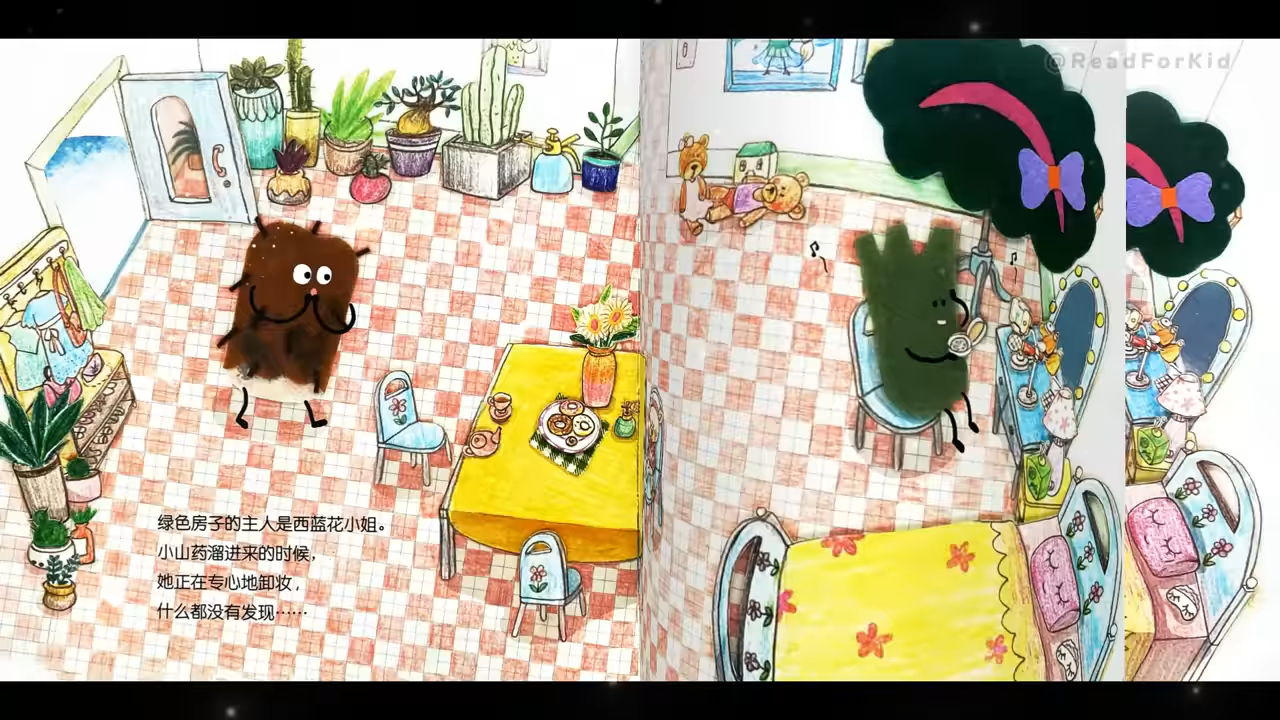 @ReadForKid
绿色房子的主人是西蓝花小姐。
小山药溜进来的时候，
她正在专心地卸妆，
什么都没有发现……